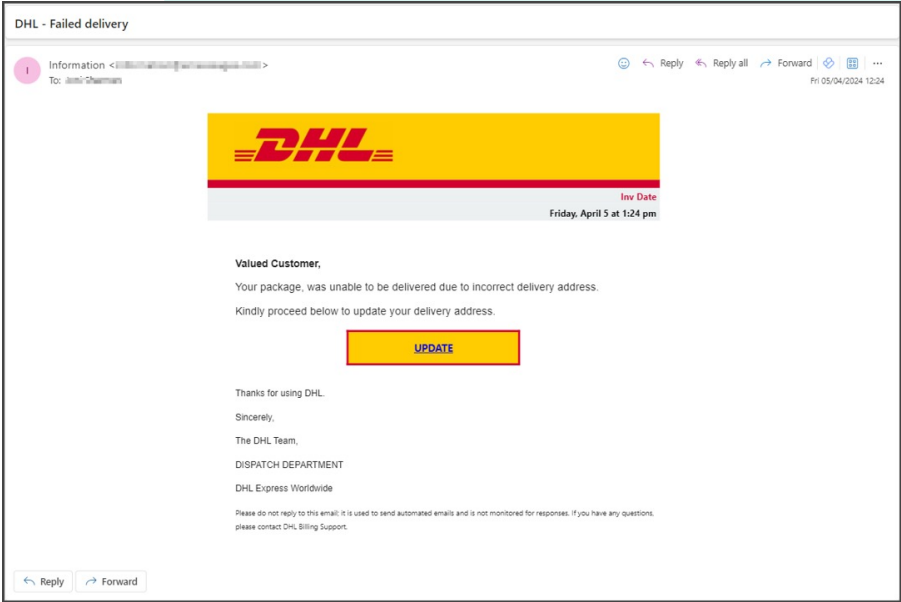 DHL - Failed delivery
I
Information <
>
To:
Reply
Reply all
Forward
Fri 05/04/2024 12:24
DHL
Inv Date
Friday, April 5 at 1:24 pm
Valued Customer,
Your package, was unable to be delivered due to incorrect delivery address.
Kindly proceed below to update your delivery address.
UPDATE
Thanks for using DHL.
Sincerely,
The DHL Team,
DISPATCH DEPARTMENT
DHL Express Worldwide
Please do not reply to this email; it is used to send automated emails and is not monitored for responses. If you have any questions,
please contact DHL Billing Support.
Reply
Forward